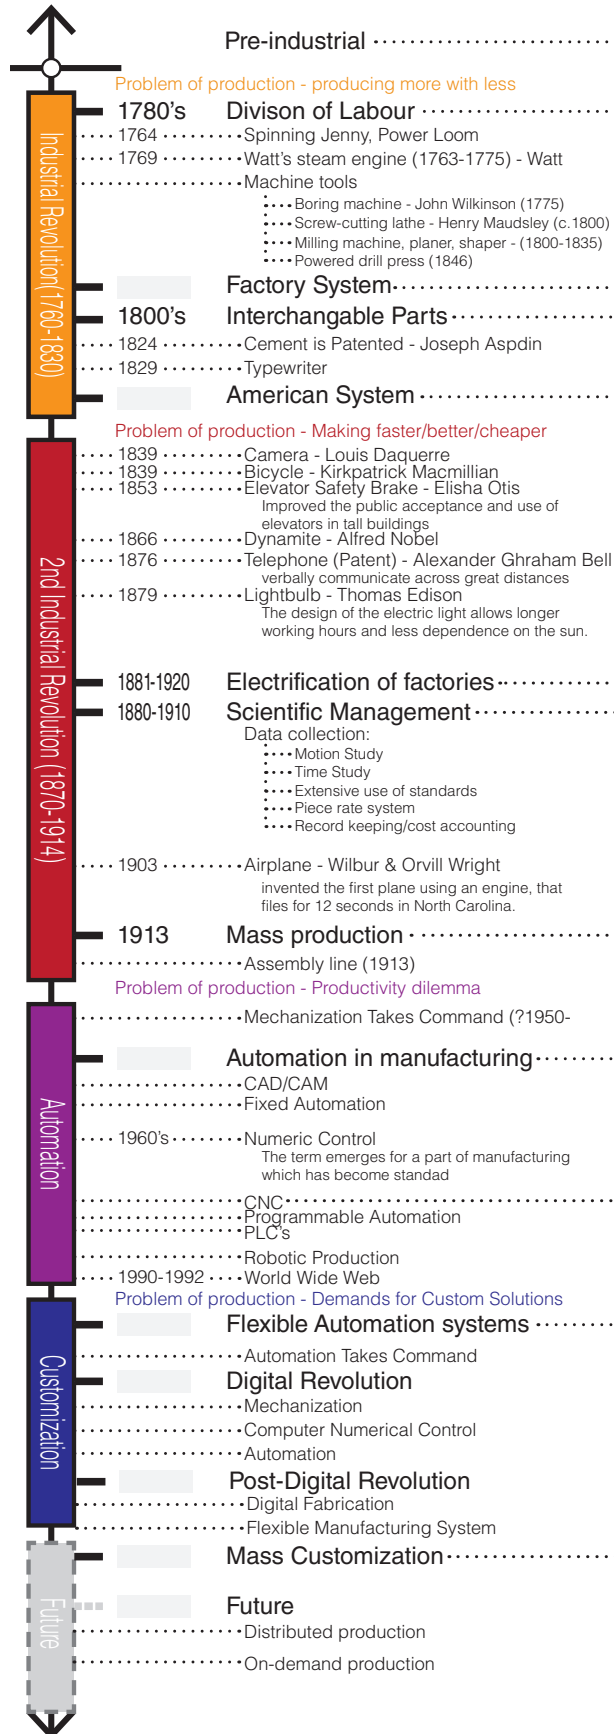 Pre-industrial
Problem of production - producing more with less
1780's Divison of Labour
1764 Spinning Jenny, Power Loom
1769 Watt's steam engine (1763-1775) - Watt
Machine tools
Boring machine - John Wilkinson (1775)
Screw-cutting lathe - Henry Maudsley (c.1800)
Milling machine, planer, shaper - (1800-1835)
Powered drill press (1846)
Industrial Revolution(1760-1830)
Factory System
1800's Interchangable Parts
1824 Cement is Patented - Joseph Aspdin
1829 Typewriter
American System
Problem of production - Making faster/better/cheaper
1839 Camera - Louis Daquerre
1839 Bicycle - Kirkpatrick Macmillian
1853 Elevator Safety Brake - Elisha Otis
Improved the public acceptance and use of
elevators in tall buildings
1866 Dynamite - Alfred Nobel
1876 Telephone (Patent) - Alexander Ghraham Bell
verbally communicate across great distances
1879 Lightbulb - Thomas Edison
The design of the electric light allows longer
working hours and less dependence on the sun.
2nd Industrial Revolution (1870-1914)
1881-1920 Electrification of factories
1880-1910 Scientific Management
Data collection:
Motion Study
Time Study
Extensive use of standards
Piece rate system
Record keeping/cost accounting
1903 Airplane - Wilbur & Orvill Wright
invented the first plane using an engine, that
files for 12 seconds in North Carolina.
1913 Mass production
Assembly line (1913)
Problem of production - Productivity dilemma
Mechanization Takes Command (?1950-
Automation in manufacturing
CAD/CAM
Fixed Automation
Automation
1960's Numeric Control
The term emerges for a part of manufacturing
which has become standad
CNC
Programmable Automation
PLC's
Robotic Production
1990-1992 World Wide Web
Problem of production - Demands for Custom Solutions
Flexible Automation systems
Automation Takes Command
Customization
Digital Revolution
Mechanization
Computer Numerical Control
Automation
Post-Digital Revolution
Digital Fabrication
Flexible Manufacturing System
Mass Customization
Future
Future
Distributed production
On-demand production